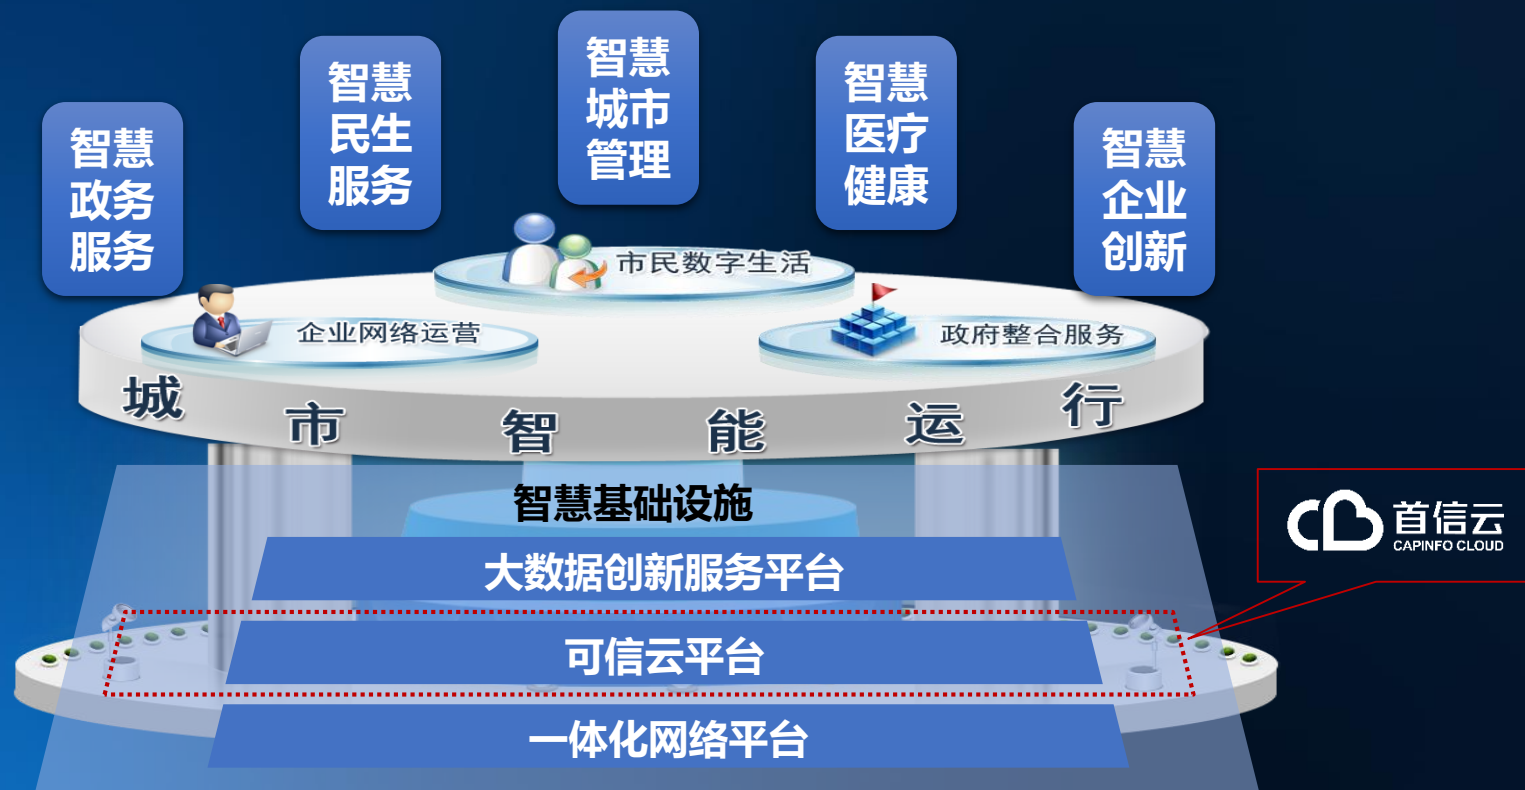 智慧
政务
服务
智慧
民生
服务
智慧
城市
管理
智慧
医疗
健康
智慧
企业
创新
市民数字生活
企业网络运营
政府整合服务
城市智能运行
智慧基础设施
大数据创新服务平台
可信云平台
一体化网络平台
首信云
CAPINFO CLOUD